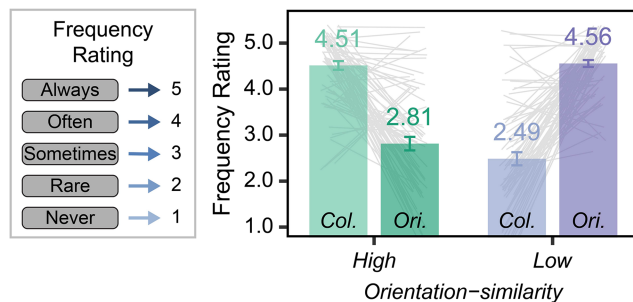 Frequency
Rating
Always 5
Often 4
Sometimes 3
Rare 2
Never 1
Frequency Rating
5.0
4.0
3.0
2.0
1.0
4.51
2.81
2.49
4.56
Col. Ori. Col. Ori.
High Low
Orientation−similarity